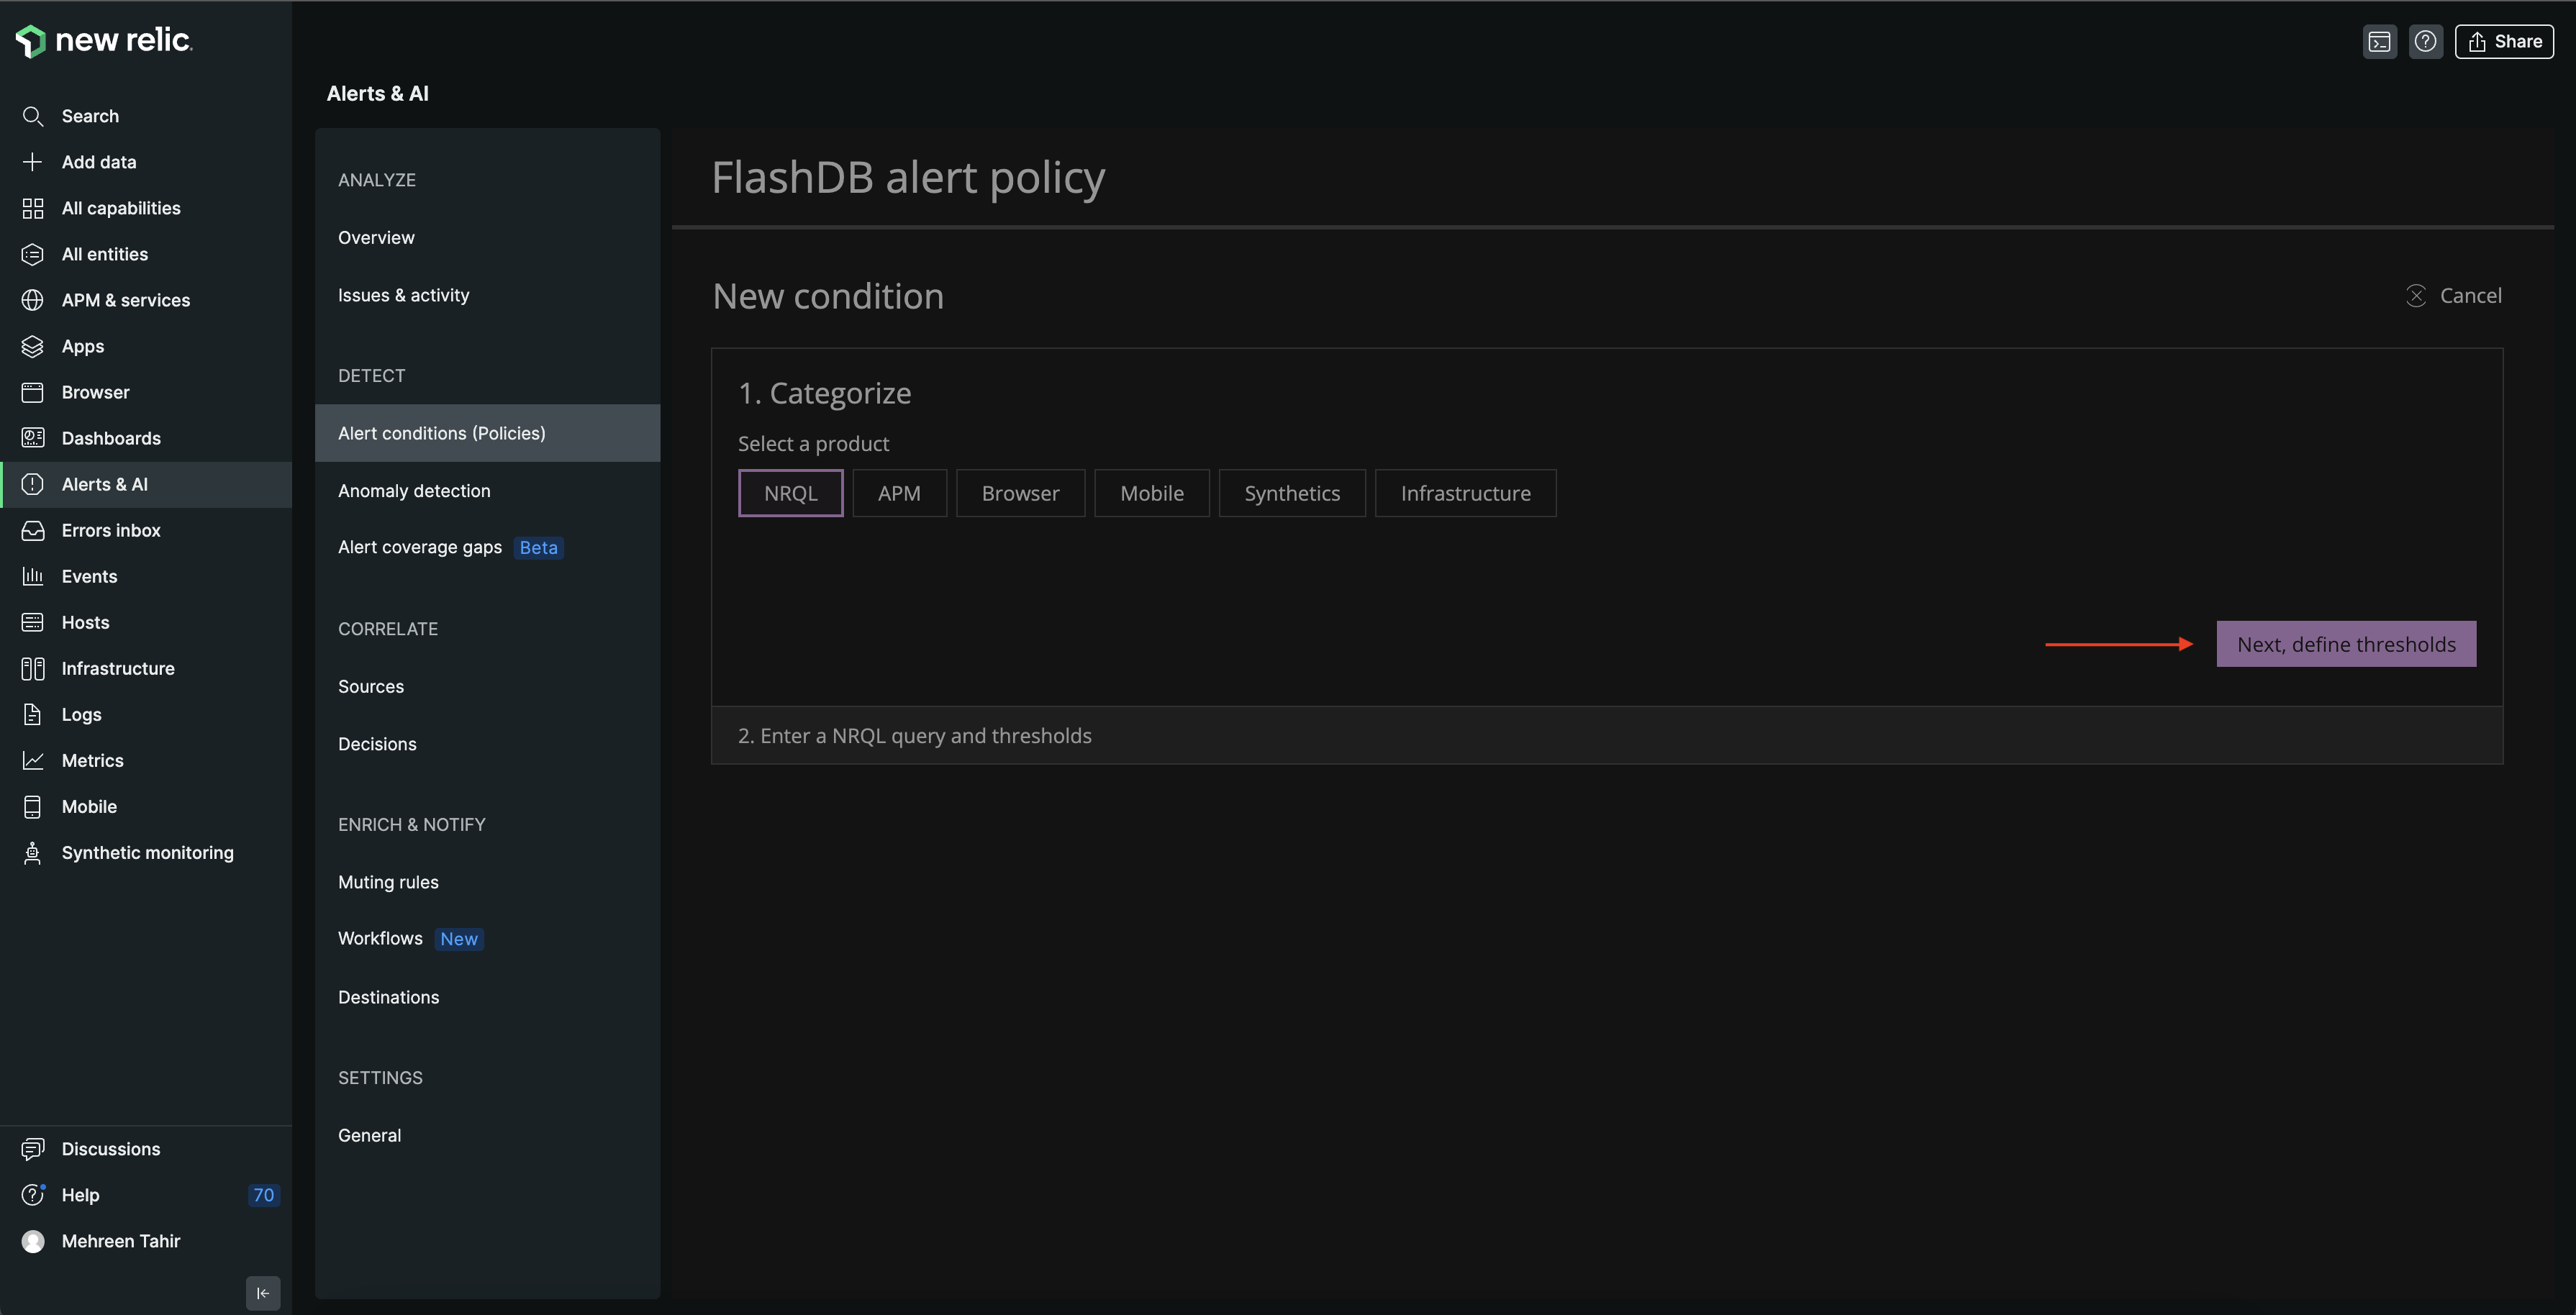 new relic.
Share
Search
Add data
All capabilities
All entities
APM & services
Apps
Browser
Dashboards
Alerts & AI
Errors inbox
Events
Hosts
Infrastructure
Logs
Metrics
Mobile
Synthetic monitoring
Discussions
Help 70
Mehreen Tahir
Alerts & AI
ANALYZE
Overview
Issues & activity
DETECT
Alert conditions (Policies)
Anomaly detection
Alert coverage gaps Beta
CORRELATE
Sources
Decisions
ENRICH & NOTIFY
Muting rules
Workflows New
Destinations
SETTINGS
General
FlashDB alert policy
New condition
Cancel
1. Categorize
Select a product
NRQL APM Browser Mobile Synthetics Infrastructure
Next, define thresholds
2. Enter a NRQL query and thresholds